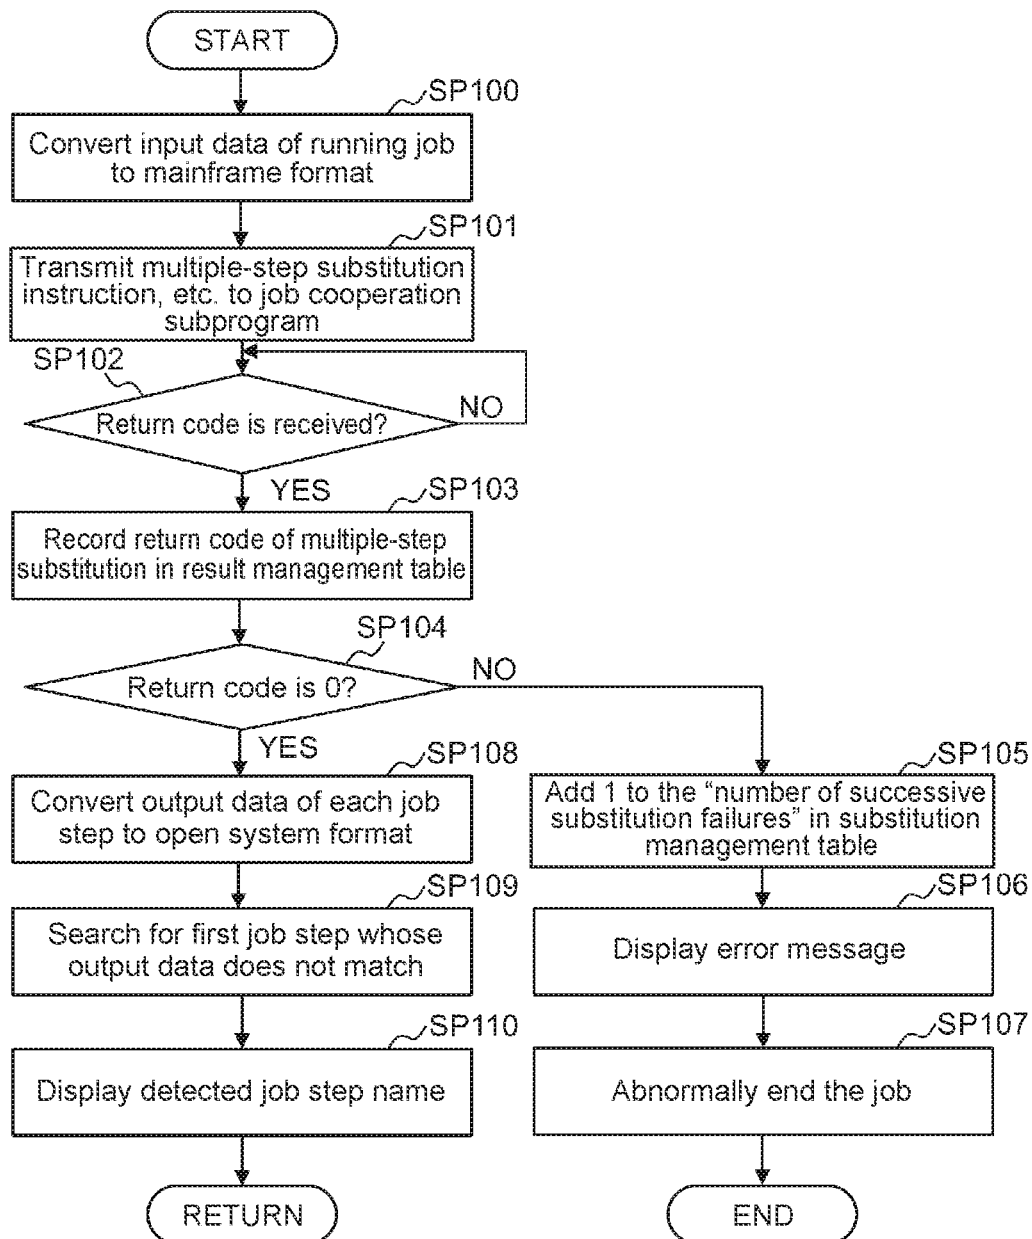 START
SP100
Convert input data of running job
to mainframe format
SP101
Transmit multiple-step substitution
instruction, etc. to job cooperation
subprogram
SP102
Return code is received?
NO
YES
SP103
Record return code of multiple-step
substitution in result management table
SP104
Return code is 0?
NO
YES
SP108
Convert output data of each job
step to open system format
SP105
Add 1 to the “number of successive
substitution failures” in substitution
management table
SP109
Search for first job step whose
output data does not match
SP106
Display error message
SP110
Display detected job step name
SP107
Abnormally end the job
RETURN
END